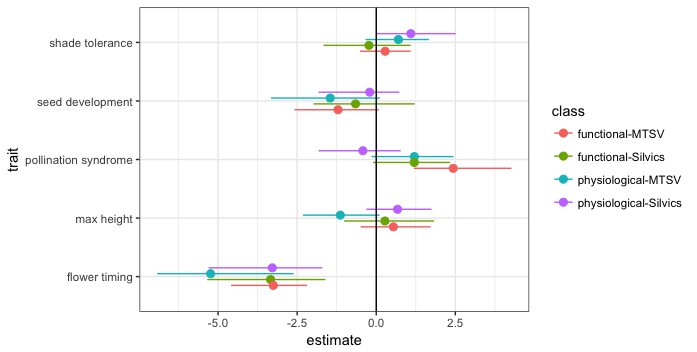 trait
shade tolerance
seed development
pollination syndrome
max height
flower timing
-5.0
-2.5
0.0
2.5
estimate
class
functional-MTSV
functional-Silvics
physiological-MTSV
physiological-Silvics